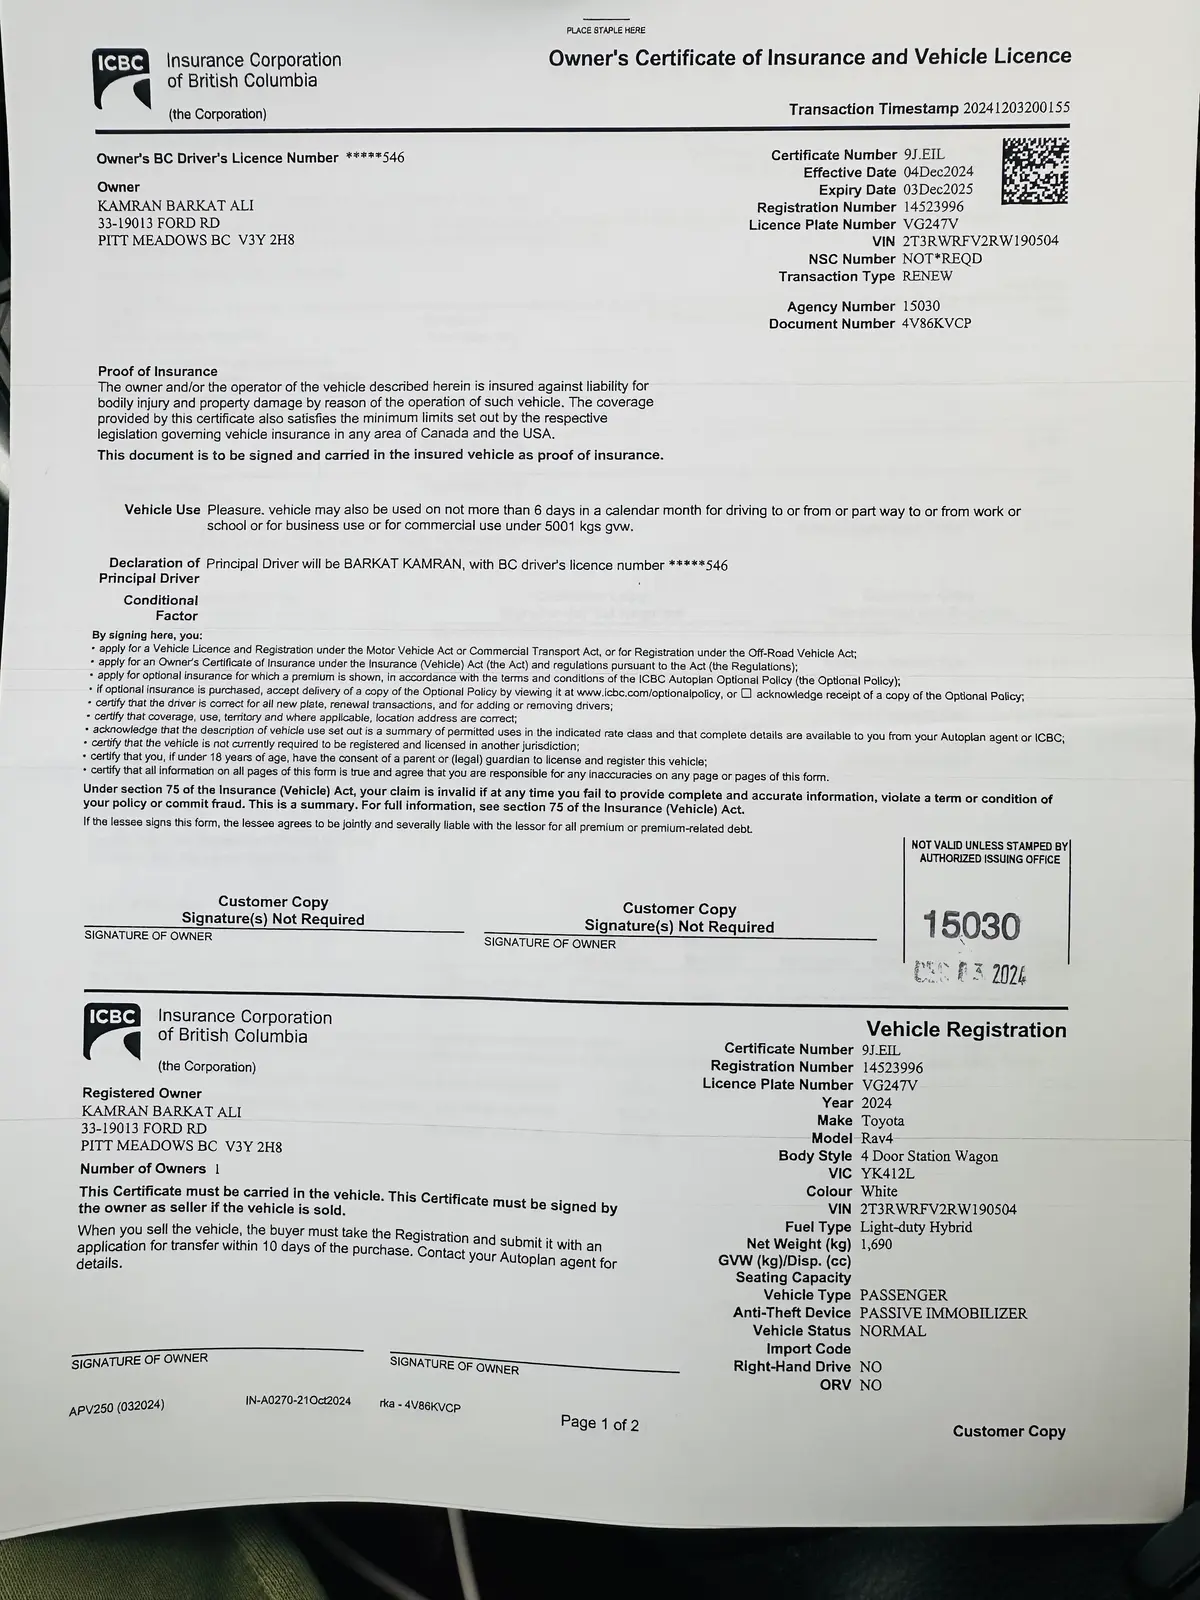 PLACE STAPLE HERE
ICBC
Insurance Corporation
of British Columbia
(the Corporation)
Owner's Certificate of Insurance and Vehicle Licence
Transaction Timestamp 20241203200155
Owner's BC Driver's Licence Number *****546
Owner
KAMRAN BARKAT ALI
33-19013 FORD RD
PITT MEADOWS BC V3Y 2H8
Certificate Number 9J.EIL
Effective Date 04Dec2024
Expiry Date 03Dec2025
Registration Number 14523996
Licence Plate Number VG247V
VIN 2T3RWRFV2RW190504
NSC Number NOT*REQD
Transaction Type RENEW
Agency Number 15030
Document Number 4V86KVCP
Proof of Insurance
The owner and/or the operator of the vehicle described herein is insured against liability for
bodily injury and property damage by reason of the operation of such vehicle. The coverage
provided by this certificate also satisfies the minimum limits set out by the respective
legislation governing vehicle insurance in any area of Canada and the USA.
This document is to be signed and carried in the insured vehicle as proof of insurance.
Vehicle Use Pleasure. vehicle may also be used on not more than 6 days in a calendar month for driving to or from or part way to or from work or
school or for business use or for commercial use under 5001 kgs gvw.
Declaration of Principal Driver will be BARKAT KAMRAN, with BC driver's licence number *****546
Principal Driver
Conditional
Factor
By signing here, you:
• apply for a Vehicle Licence and Registration under the Motor Vehicle Act or Commercial Transport Act, or for Registration under the Off-Road Vehicle Act;
• apply for an Owner's Certificate of Insurance under the Insurance (Vehicle) Act (the Act) and regulations pursuant to the Act (the Regulations);
• apply for optional insurance for which a premium is shown, in accordance with the terms and conditions of the ICBC Autoplan Optional Policy (the Optional Policy);
• if optional insurance is purchased, accept delivery of a copy of the Optional Policy by viewing it at www.icbc.com/optionalpolicy, or ☐ acknowledge receipt of a copy of the Optional Policy;
• certify that the driver is correct for all new plate, renewal transactions, and for adding or removing drivers;
• certify that coverage, use, territory and where applicable, location address are correct;
• acknowledge that the description of vehicle use set out is a summary of permitted uses in the indicated rate class and that complete details are available to you from your Autoplan agent or ICBC;
• certify that the vehicle is not currently required to be registered and licensed in another jurisdiction;
• certify that you, if under 18 years of age, have the consent of a parent or (legal) guardian to license and register this vehicle;
• certify that all information on all pages of this form is true and agree that you are responsible for any inaccuracies on any page or pages of this form.
Under section 75 of the Insurance (Vehicle) Act, your claim is invalid if at any time you fail to provide complete and accurate information, violate a term or condition of
your policy or commit fraud. This is a summary. For full information, see section 75 of the Insurance (Vehicle) Act.
If the lessee signs this form, the lessee agrees to be jointly and severally liable with the lessor for all premium or premium-related debt.
NOT VALID UNLESS STAMPED BY
AUTHORIZED ISSUING OFFICE
15030
DEC 03 2024
Customer Copy
Signature(s) Not Required
SIGNATURE OF OWNER
Customer Copy
Signature(s) Not Required
SIGNATURE OF OWNER
ICBC
Insurance Corporation
of British Columbia
(the Corporation)
Registered Owner
KAMRAN BARKAT ALI
33-19013 FORD RD
PITT MEADOWS BC V3Y 2H8
Number of Owners 1
This Certificate must be carried in the vehicle. This Certificate must be signed by
the owner as seller if the vehicle is sold.
When you sell the vehicle, the buyer must take the Registration and submit it with an
application for transfer within 10 days of the purchase. Contact your Autoplan agent for
details.
Vehicle Registration
Certificate Number 9J.EIL
Registration Number 14523996
Licence Plate Number VG247V
Year 2024
Make Toyota
Model Rav4
Body Style 4 Door Station Wagon
VIC YK412L
Colour White
VIN 2T3RWRFV2RW190504
Fuel Type Light-duty Hybrid
Net Weight (kg) 1,690
GVW (kg)/Disp. (cc)
Seating Capacity
Vehicle Type PASSENGER
Anti-Theft Device PASSIVE IMMOBILIZER
Vehicle Status NORMAL
Import Code
Right-Hand Drive NO
ORV NO
SIGNATURE OF OWNER
SIGNATURE OF OWNER
APV250 (032024)
IN-A0270-21Oct2024
rka - 4V86KVCP
Page 1 of 2
Customer Copy